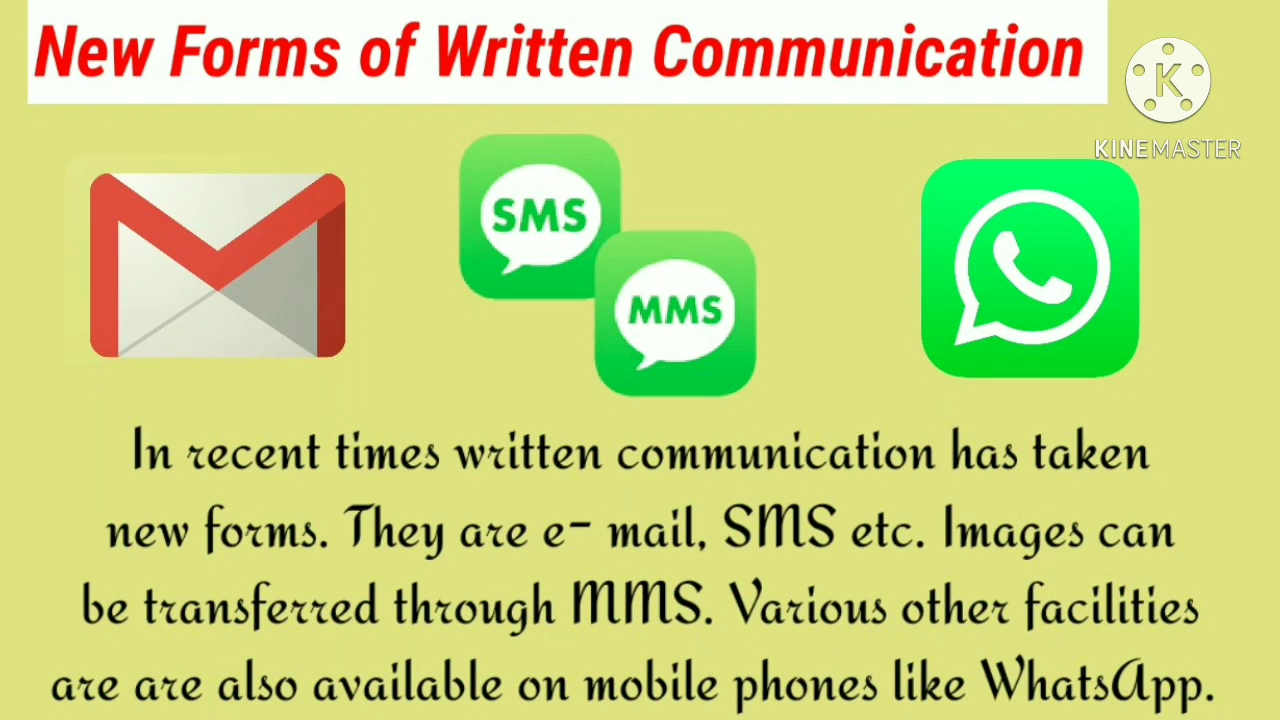 New Forms of Written Communication
K
KINEMASTER
SMS
MMS
In recent times written communication has taken
new forms. They are e- mail, SMS etc. Images can
be transferred through MMS. Various other facilities
are are also available on mobile phones like WhatsApp.